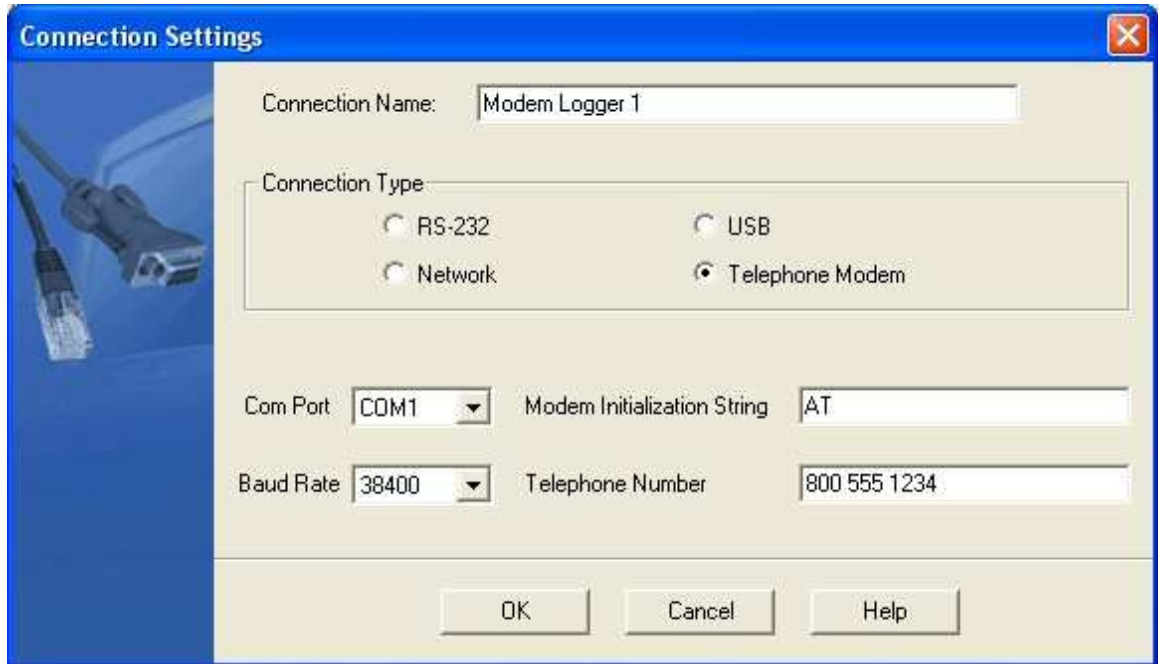 Connection Settings
Connection Name: Modem Logger 1
Connection Type
RS-232 USB
Network Telephone Modem
Com Port COM1 Modem Initialization String AT
Baud Rate 38400 Telephone Number 800 555 1234
OK Cancel Help